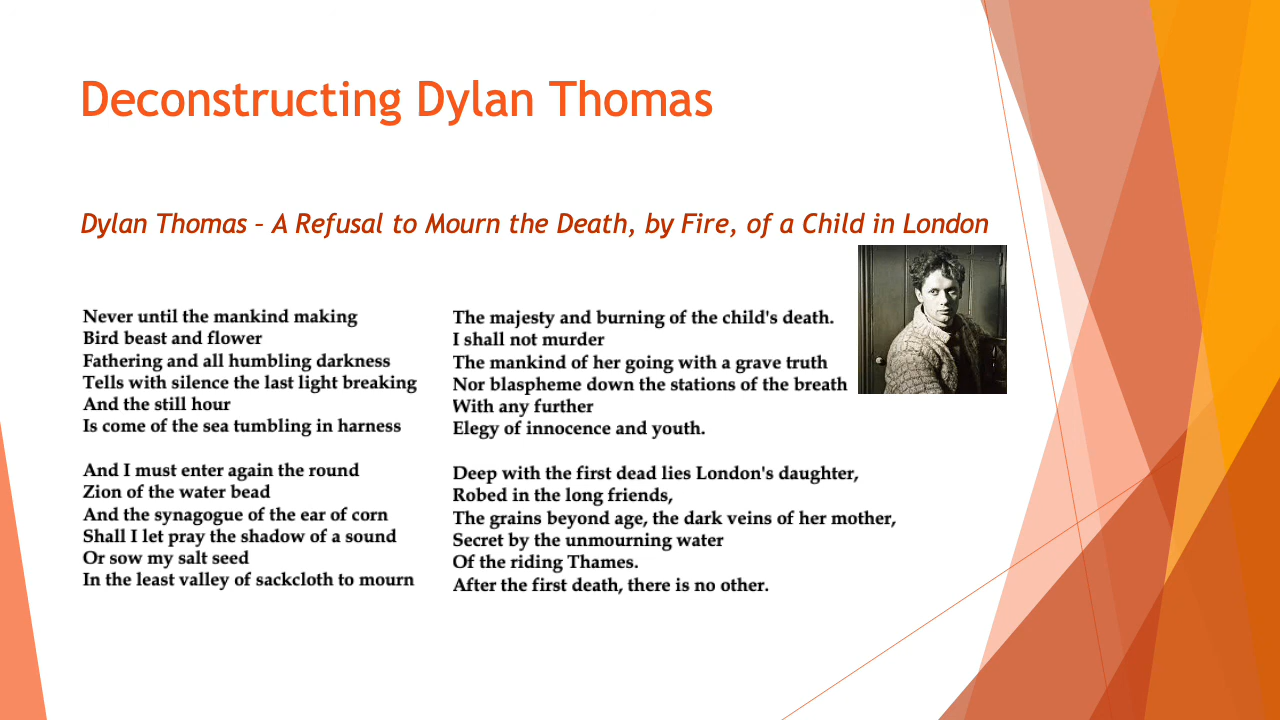 Deconstructing Dylan Thomas
Dylan Thomas – A Refusal to Mourn the Death, by Fire, of a Child in London
Never until the mankind making
Bird beast and flower
Fathering and all humbling darkness
Tells with silence the last light breaking
And the still hour
Is come of the sea tumbling in harness
And I must enter again the round
Zion of the water bead
And the synagogue of the ear of corn
Shall I let pray the shadow of a sound
Or sow my salt seed
In the least valley of sackcloth to mourn
The majesty and burning of the child's death.
I shall not murder
The mankind of her going with a grave truth
Nor blaspheme down the stations of the breath
With any further
Elegy of innocence and youth.
Deep with the first dead lies London's daughter,
Robed in the long friends,
The grains beyond age, the dark veins of her mother,
Secret by the unmourning water
Of the riding Thames.
After the first death, there is no other.